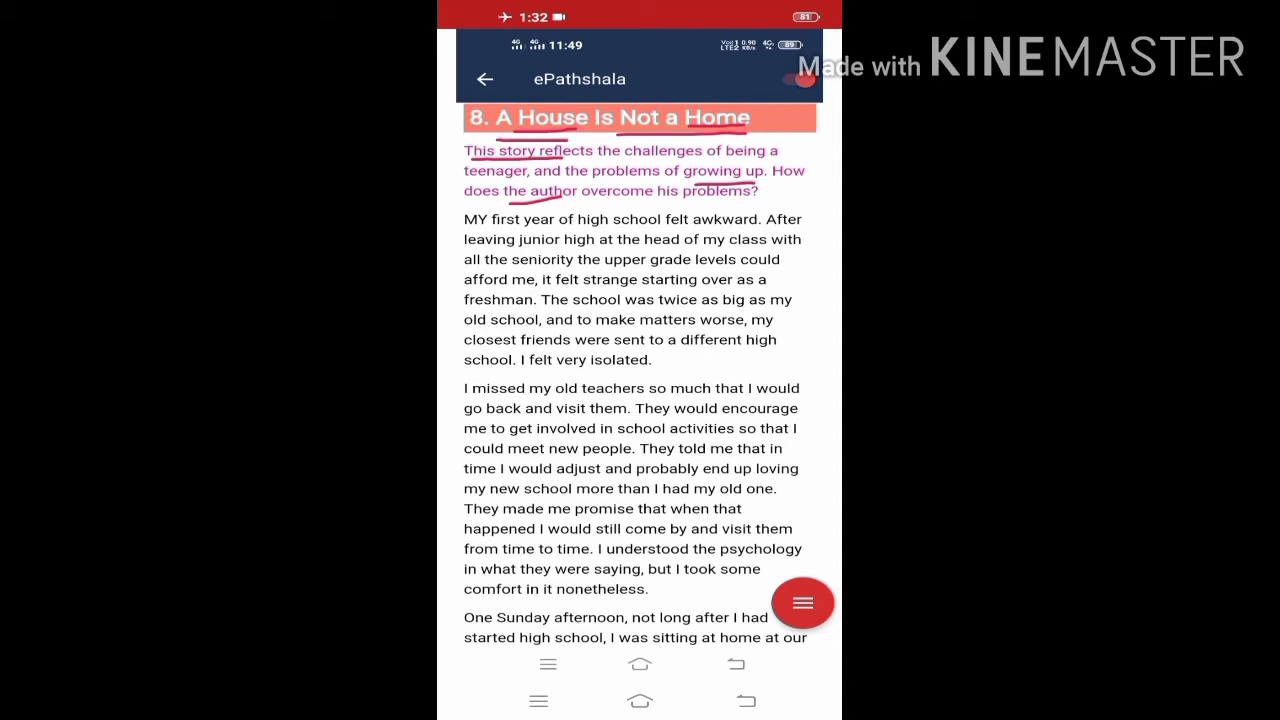 1:32
81
4G 4G 11:49
Vo) 1 0.90 4G 89
LTE2 KB/s
Made with KINEMASTER
ePathshala
8. A House Is Not a Home
This story reflects the challenges of being a
teenager, and the problems of growing up. How
does the author overcome his problems?
MY first year of high school felt awkward. After
leaving junior high at the head of my class with
all the seniority the upper grade levels could
afford me, it felt strange starting over as a
freshman. The school was twice as big as my
old school, and to make matters worse, my
closest friends were sent to a different high
school. I felt very isolated.
I missed my old teachers so much that I would
go back and visit them. They would encourage
me to get involved in school activities so that I
could meet new people. They told me that in
time I would adjust and probably end up loving
my new school more than I had my old one.
They made me promise that when that
happened I would still come by and visit them
from time to time. I understood the psychology
in what they were saying, but I took some
comfort in it nonetheless.
One Sunday afternoon, not long after I had
started high school, I was sitting at home at our